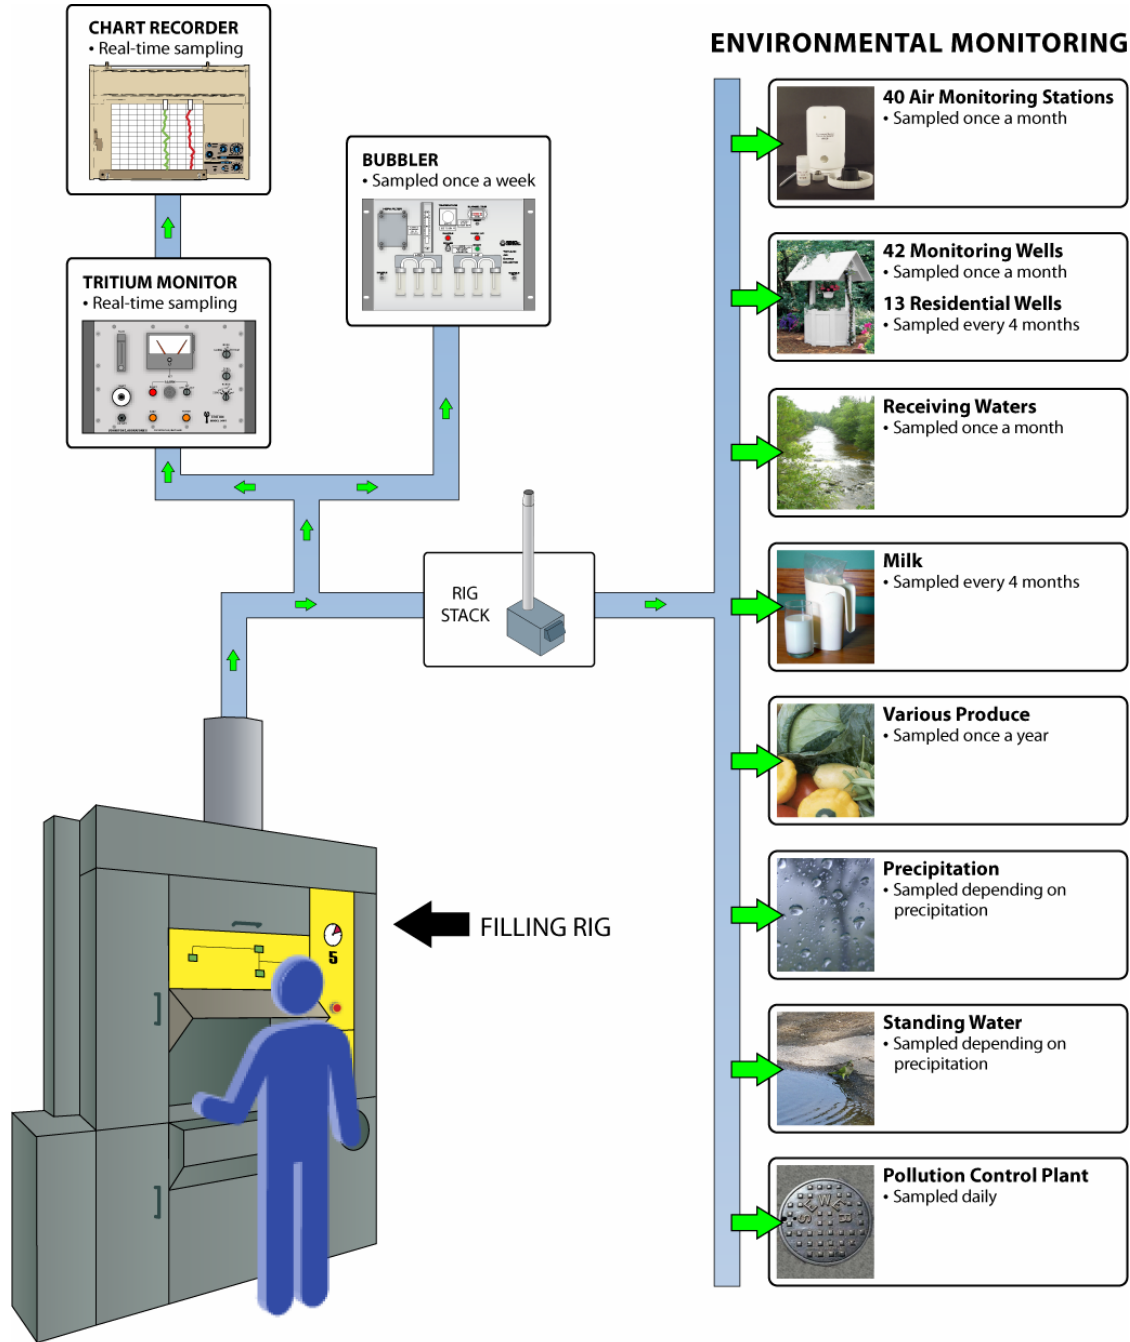 CHART RECORDER
• Real-time sampling
ENVIRONMENTAL MONITORING
40 Air Monitoring Stations
• Sampled once a month
BUBBLER
• Sampled once a week
42 Monitoring Wells
• Sampled once a month
13 Residential Wells
• Sampled every 4 months
TRITIUM MONITOR
• Real-time sampling
Receiving Waters
• Sampled once a month
RIG
STACK
Milk
• Sampled every 4 months
Various Produce
• Sampled once a year
Precipitation
• Sampled depending on
precipitation
FILLING RIG
5
Standing Water
• Sampled depending on
precipitation
Pollution Control Plant
• Sampled daily
SEWER